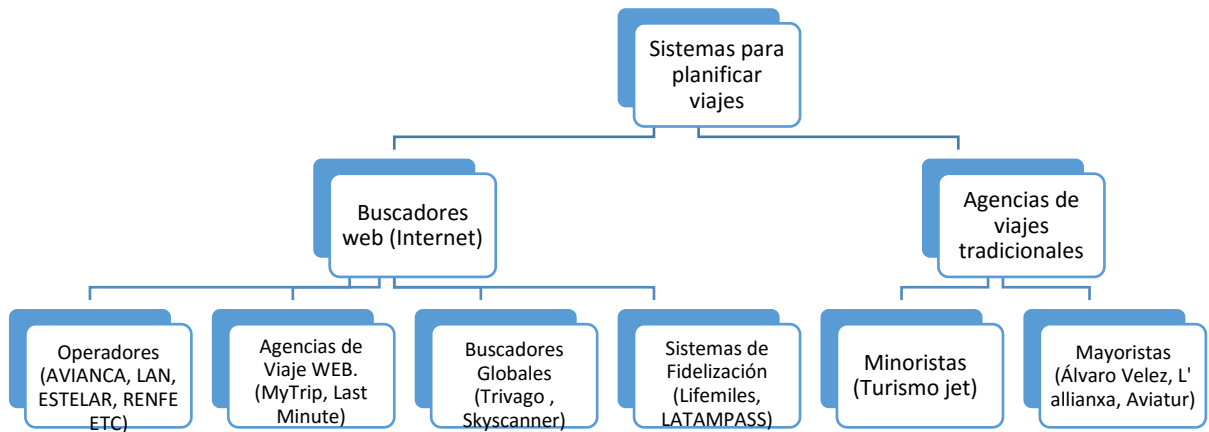 Sistemas para
planificar
viajes
Buscadores
web (Internet)
Agencias de
viajes
tradicionales
Operadores
(AVIANCA, LAN,
ESTELAR, RENFE
ETC)
Agencias de
Viaje WEB.
(MyTrip, Last
Minute)
Buscadores
Globales
(Trivago ,
Skyscanner)
Sistemas de
Fidelización
(Lifemiles,
LATAMPASS)
Minoristas
(Turismo jet)
Mayoristas
(Álvaro Velez, L'
allianxa, Aviatur)